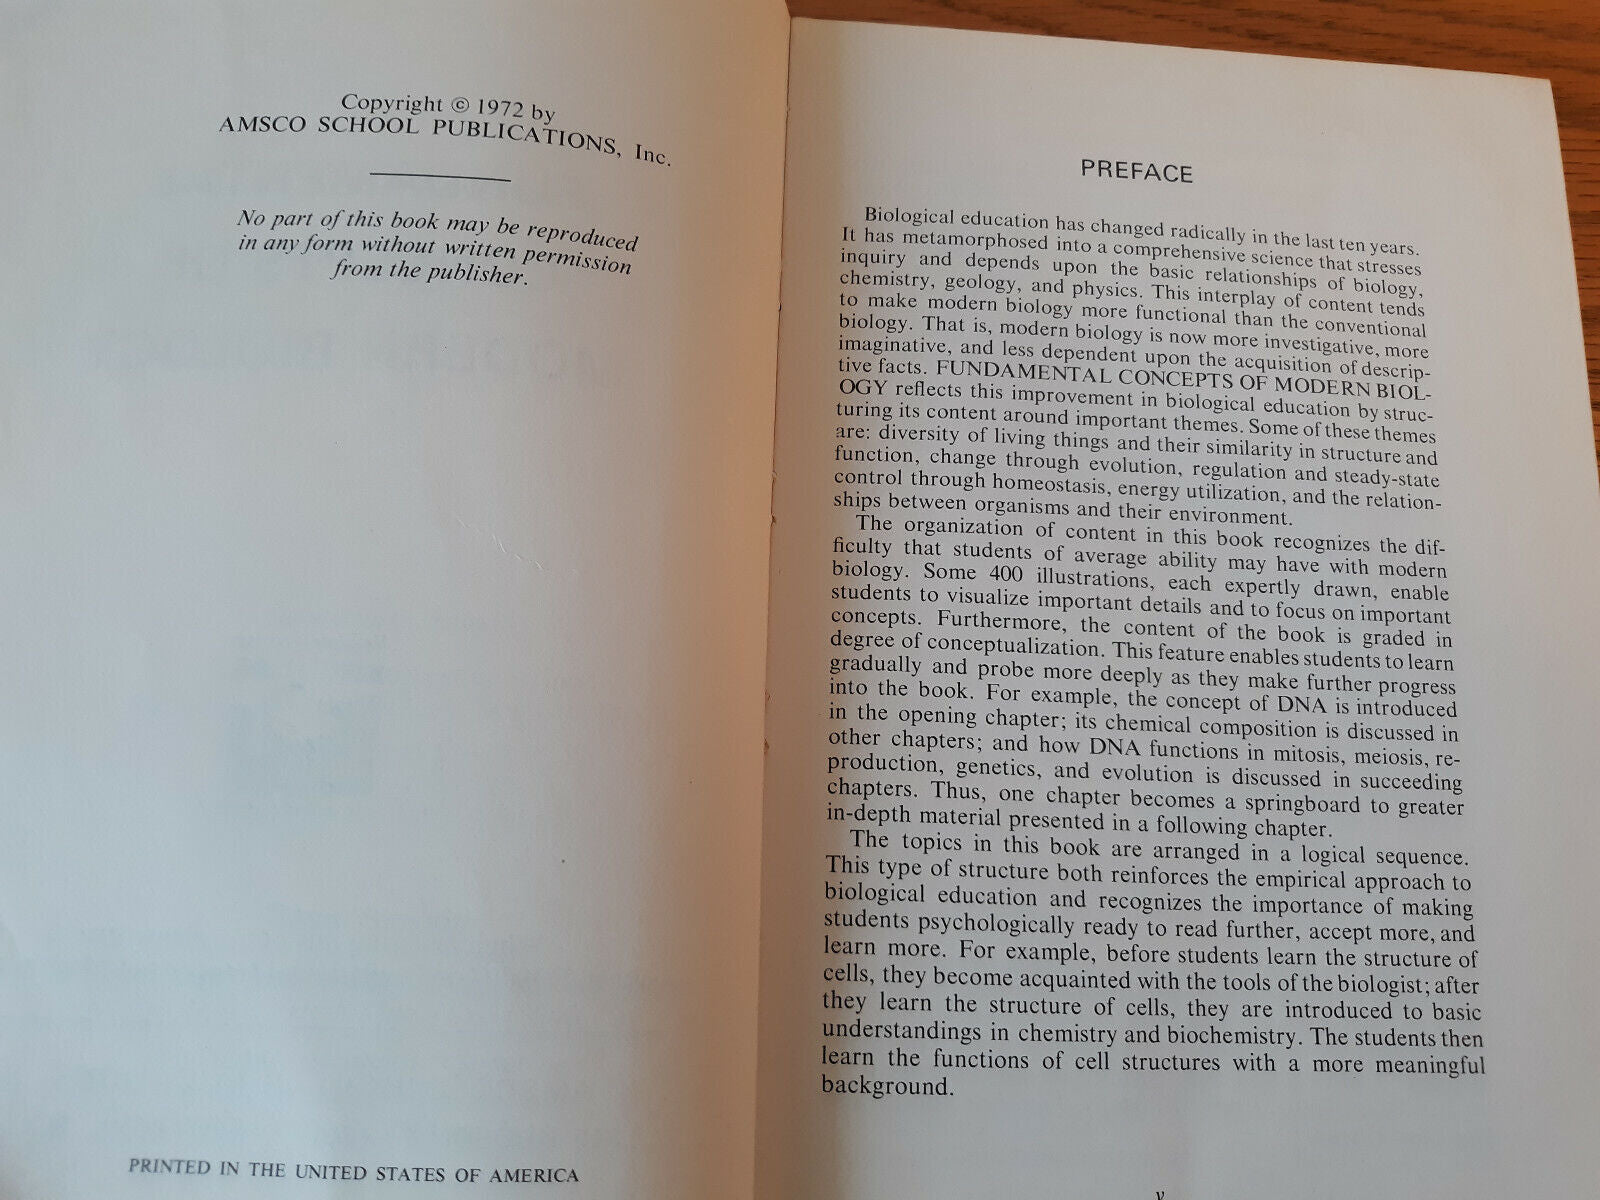 Copyright © 1972 by
AMSCO SCHOOL PUBLICATIONS, Inc.
No part of this book may be reproduced
in any form without written permission
from the publisher.
PRINTED IN THE UNITED STATES OF AMERICA
PREFACE
Biological education has changed radically in the last ten years.
It has metamorphosed into a comprehensive science that stresses
inquiry and depends upon the basic relationships of biology,
chemistry, geology, and physics. This interplay of content tends
to make modern biology more functional than the conventional
biology. That is, modern biology is now more investigative, more
imaginative, and less dependent upon the acquisition of descrip-
tive facts. FUNDAMENTAL CONCEPTS OF MODERN BIOL-
OGY reflects this improvement in biological education by struc-
turing its content around important themes. Some of these themes
are: diversity of living things and their similarity in structure and
function, change through evolution, regulation and steady-state
control through homeostasis, energy utilization, and the relation-
ships between organisms and their environment.
The organization of content in this book recognizes the dif-
ficulty that students of average ability may have with modern
biology. Some 400 illustrations, each expertly drawn, enable
students to visualize important details and to focus on important
concepts. Furthermore, the content of the book is graded in
degree of conceptualization. This feature enables students to learn
gradually and probe more deeply as they make further progress
into the book. For example, the concept of DNA is introduced
in the opening chapter; its chemical composition is discussed in
other chapters; and how DNA functions in mitosis, meiosis, re-
production, genetics, and evolution is discussed in succeeding
chapters. Thus, one chapter becomes a springboard to greater
in-depth material presented in a following chapter.
The topics in this book are arranged in a logical sequence.
This type of structure both reinforces the empirical approach to
biological education and recognizes the importance of making
students psychologically ready to read further, accept more, and
learn more. For example, before students learn the structure of
cells, they become acquainted with the tools of the biologist; after
they learn the structure of cells, they are introduced to basic
understandings in chemistry and biochemistry. The students then
learn the functions of cell structures with a more meaningful
background.
v